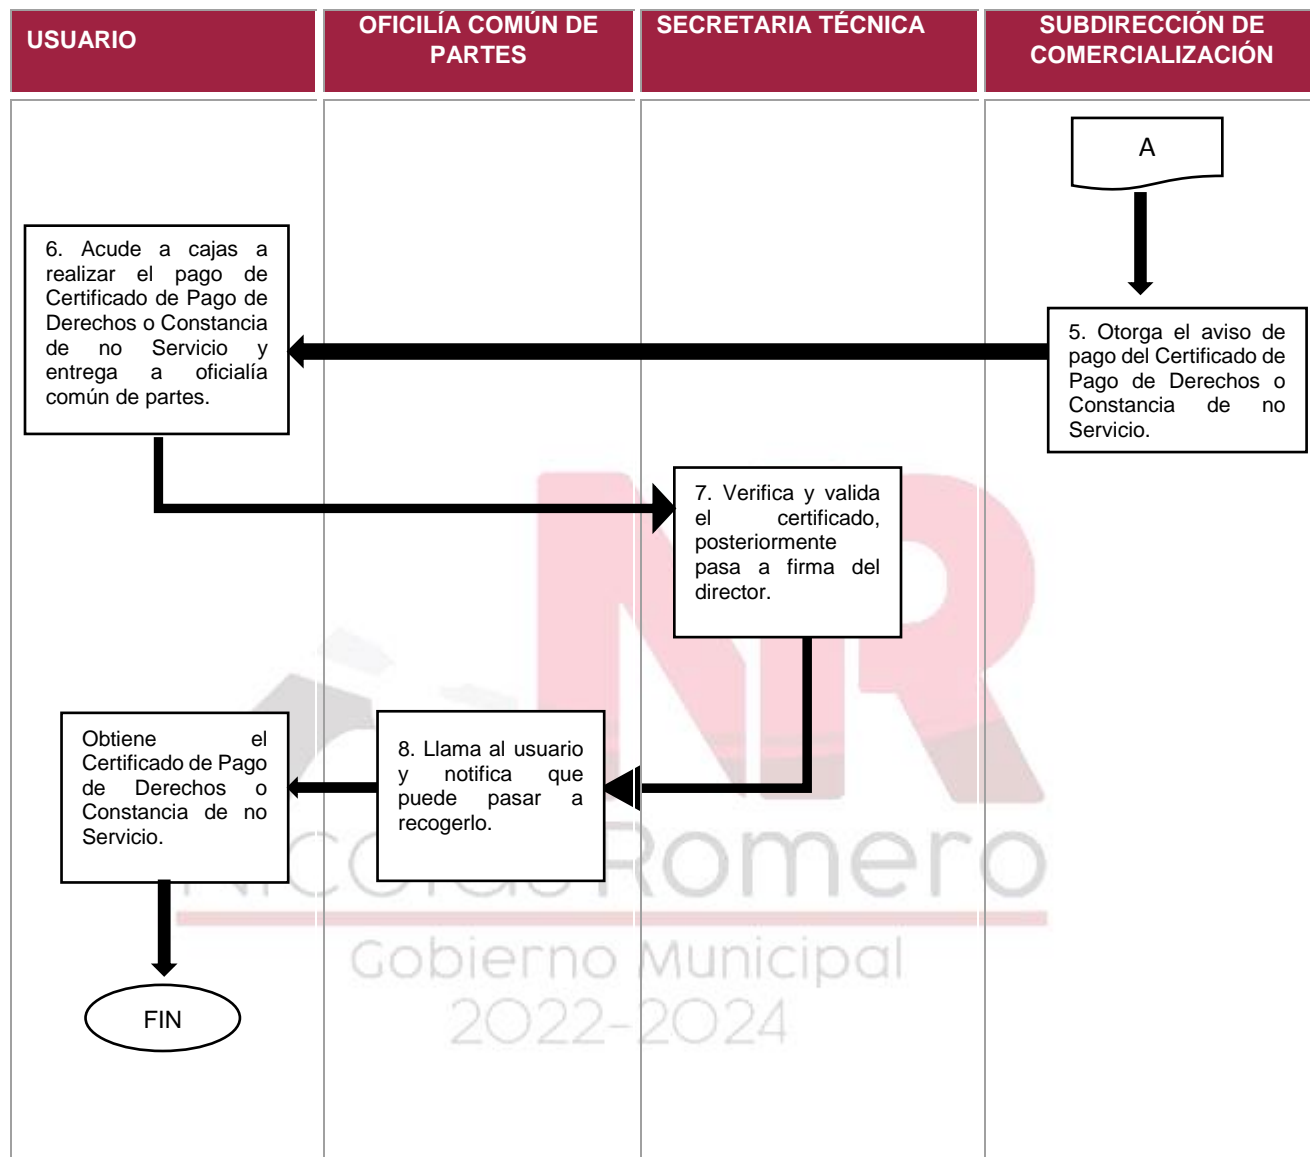 USUARIO
OFICILÍA COMÚN DE
PARTES
SECRETARIA TÉCNICA
SUBDIRECCIÓN DE
COMERCIALIZACIÓN
A
5. Otorga el aviso de
pago del Certificado de
Pago de Derechos o
Constancia de no
Servicio.
6. Acude a cajas a
realizar el pago de
Certificado de Pago de
Derechos o Constancia
de no Servicio y
entrega a oficialía
común de partes.
7. Verifica y valida
el certificado,
posteriormente
pasa a firma del
director.
8. Llama al usuario
y notifica que
puede pasar a
recogerlo.
Obtiene el
Certificado de Pago
de Derechos o
Constancia de no
Servicio.
FIN
NR
Nicolás Romero
Gobierno Municipal
2022-2024